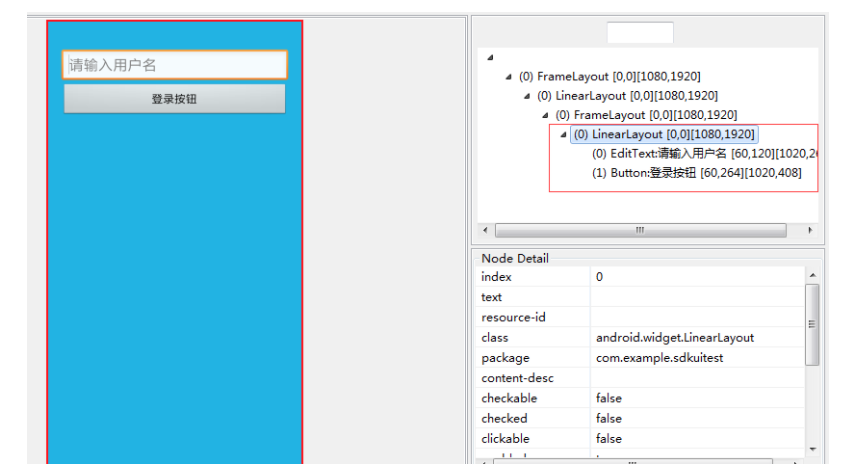 请输入用户名
登录按钮
(0) FrameLayout [0,0][1080,1920]
(0) LinearLayout [0,0][1080,1920]
(0) FrameLayout [0,0][1080,1920]
(0) LinearLayout [0,0][1080,1920]
(0) EditText:请输入用户名 [60,120][1020,2
(1) Button:登录按钮 [60,264][1020,408]
Node Detail
index 0
text
resource-id
class android.widget.LinearLayout
package com.example.sdkuitest
content-desc
checkable false
checked false
clickable false